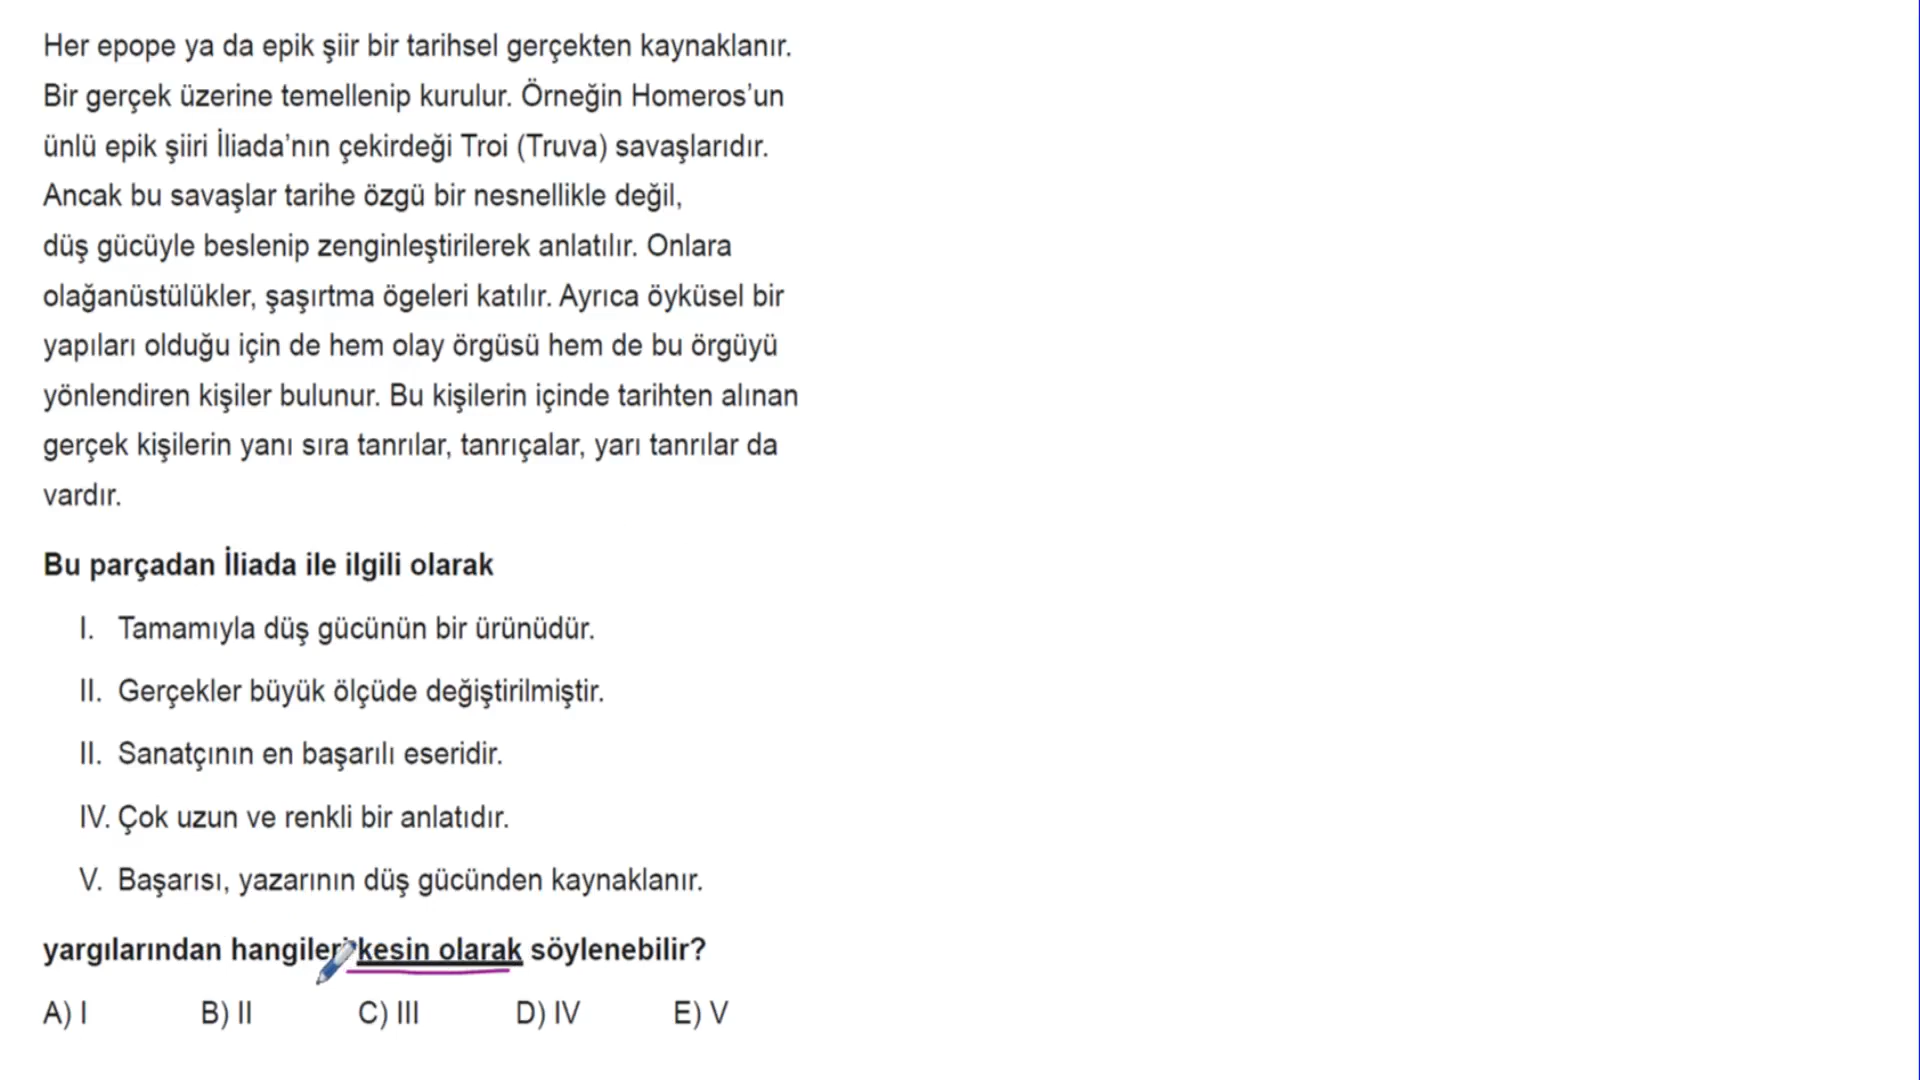 Her epope ya da epik şiir bir tarihsel gerçekten kaynaklanır.
Bir gerçek üzerine temellenip kurulur. Örneğin Homeros’un
ünlü epik şiiri İliada’nın çekirdeği Troi (Truva) savaşlarıdır.
Ancak bu savaşlar tarihe özgü bir nesnellikle değil,
düş gücüyle beslenip zenginleştirilerek anlatılır. Onlara
olağanüstülükler, şaşırtma ögeleri katılır. Ayrıca öyküsel bir
yapıları olduğu için de hem olay örgüsü hem de bu örgüyü
yönlendiren kişiler bulunur. Bu kişilerin içinde tarihten alınan
gerçek kişilerin yanı sıra tanrılar, tanrıçalar, yarı tanrılar da
vardır.
Bu parçadan İliada ile ilgili olarak
I. Tamamıyla düş gücünün bir ürünüdür.
II. Gerçekler büyük ölçüde değiştirilmiştir.
II. Sanatçının en başarılı eseridir.
IV. Çok uzun ve renkli bir anlatıdır.
V. Başarısı, yazarının düş gücünden kaynaklanır.
yargılarından hangileri kesin olarak söylenebilir?
A) I B) II C) III D) IV E) V